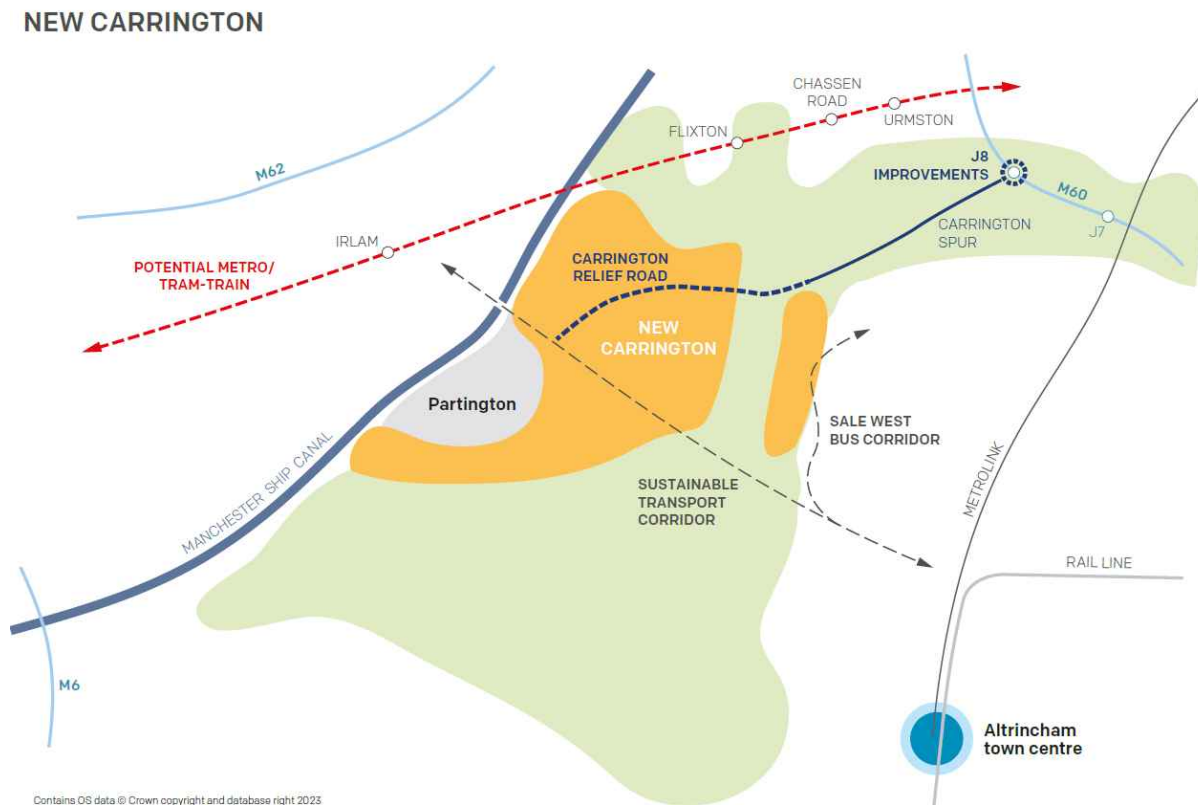 NEW CARRINGTON
CHASSEN
ROAD
URMSTON
FLIXTON
M62
J8
IMPROVEMENTS
M60
J7
CARRINGTON
SPUR
IRLAM
POTENTIAL METRO/
TRAM-TRAIN
CARRINGTON
RELIEF ROAD
NEW
CARRINGTON
Partington
SALE WEST
BUS CORRIDOR
MANCHESTER SHIP CANAL
SUSTAINABLE
TRANSPORT
CORRIDOR
METROLINK
RAIL LINE
M6
Altrincham
town centre
Contains OS data © Crown copyright and database right 2023